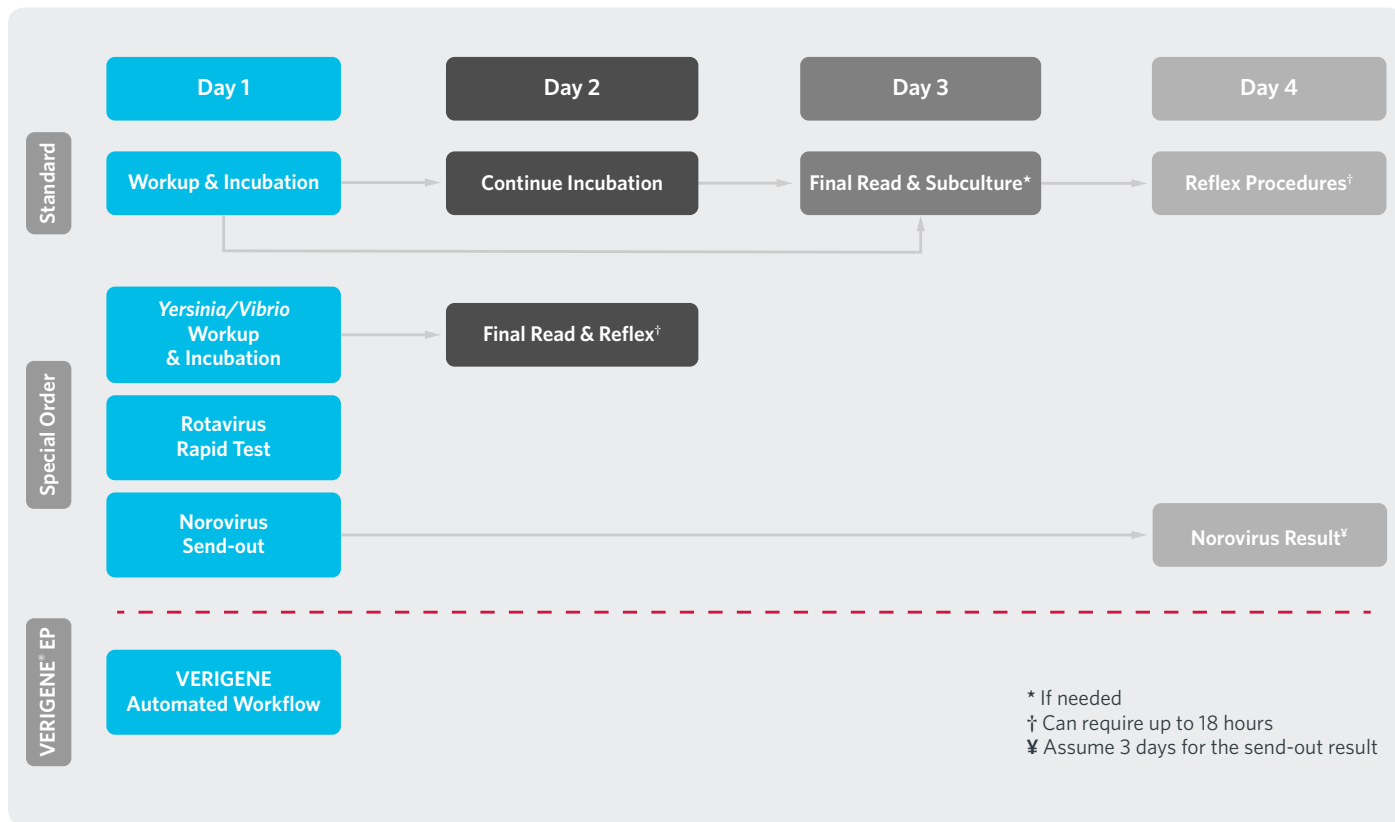 Day 1
Day 2
Day 3
Day 4
Standard
Workup & Incubation
Continue Incubation
Final Read & Subculture*
Reflex Procedures†
Special Order
Yersinia/Vibrio
Workup
& Incubation
Final Read & Reflex†
Rotavirus
Rapid Test
Norovirus
Send-out
Norovirus Result¥
VERIGENE® EP
VERIGENE
Automated Workflow
* If needed
† Can require up to 18 hours
¥ Assume 3 days for the send-out result